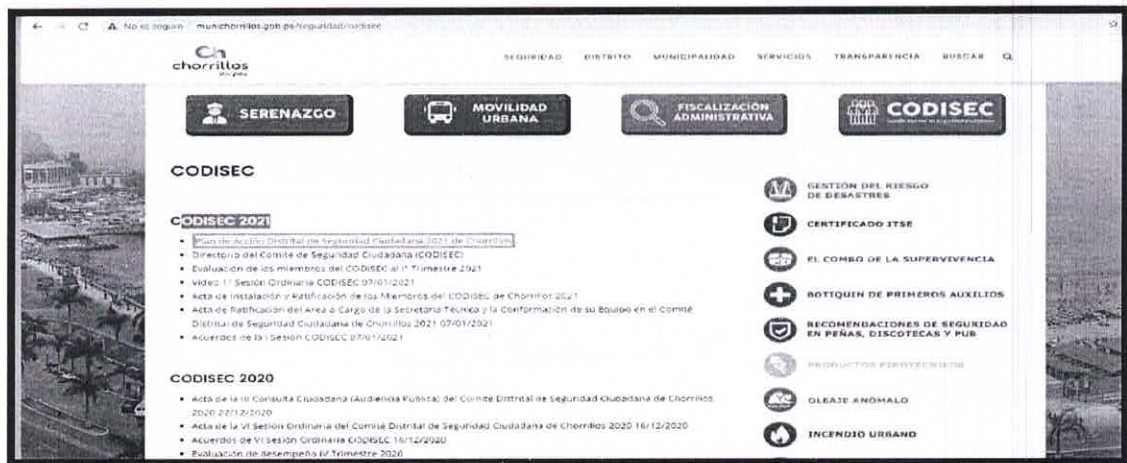 No es seguro munichorrillos.gob.pe/seguridad/codisec
Ch
chorrillos
SEGURIDAD DISTRITO MUNICIPALIDAD SERVICIOS TRANSPARENCIA BUSCAR
SERENAZGO
MOVILIDAD
URBANA
FISCALIZACIÓN
ADMINISTRATIVA
CODISEC
CODISEC
CODISEC 2021
Plan de Acción Distrital de Seguridad Ciudadana 2021 de Chorrillos
Directorio del Comité de Seguridad Ciudadana (CODISEC)
Evaluación de los miembros del CODISEC al I° Trimestre 2021
Video 1° Sesión Ordinaria CODISEC 07/01/2021
Acta de Instalación y Ratificación de los Miembros del CODISEC de Chorrillos 2021
Acta de Ratificación del Area a Cargo de la Secretaría Técnica y la Conformación de su Equipo en el Comité
Distrital de Seguridad Ciudadana de Chorrillos 2021 07/01/2021
Acuerdos de la I Sesión CODISEC 07/01/2021
CODISEC 2020
Acta de la III Consulta Ciudadana (Audiencia Pública) del Comite Distrital de Seguridad Ciudadana de Chorrillos
2020 22/12/2020
Acta de la VI Sesión Ordinaria del Comité Distrital de Seguridad Ciudadana de Chorrillos 2020 16/12/2020
Acuerdos de VI Sesión Ordinaria CODISEC 16/12/2020
Evaluación de desempeño IV Trimestre 2020
GESTIÓN DEL RIESGO
DE DESASTRES
CERTIFICADO ITSE
EL COMBO DE LA SUPERVIVENCIA
BOTIQUIN DE PRIMEROS AUXILIOS
RECOMENDACIONES DE SEGURIDAD
EN PEÑAS, DISCOTECAS Y PUB
PRODUCTOS PIROTÉCNICOS
OLEAJE ANÓMALO
INCENDIO URBANO